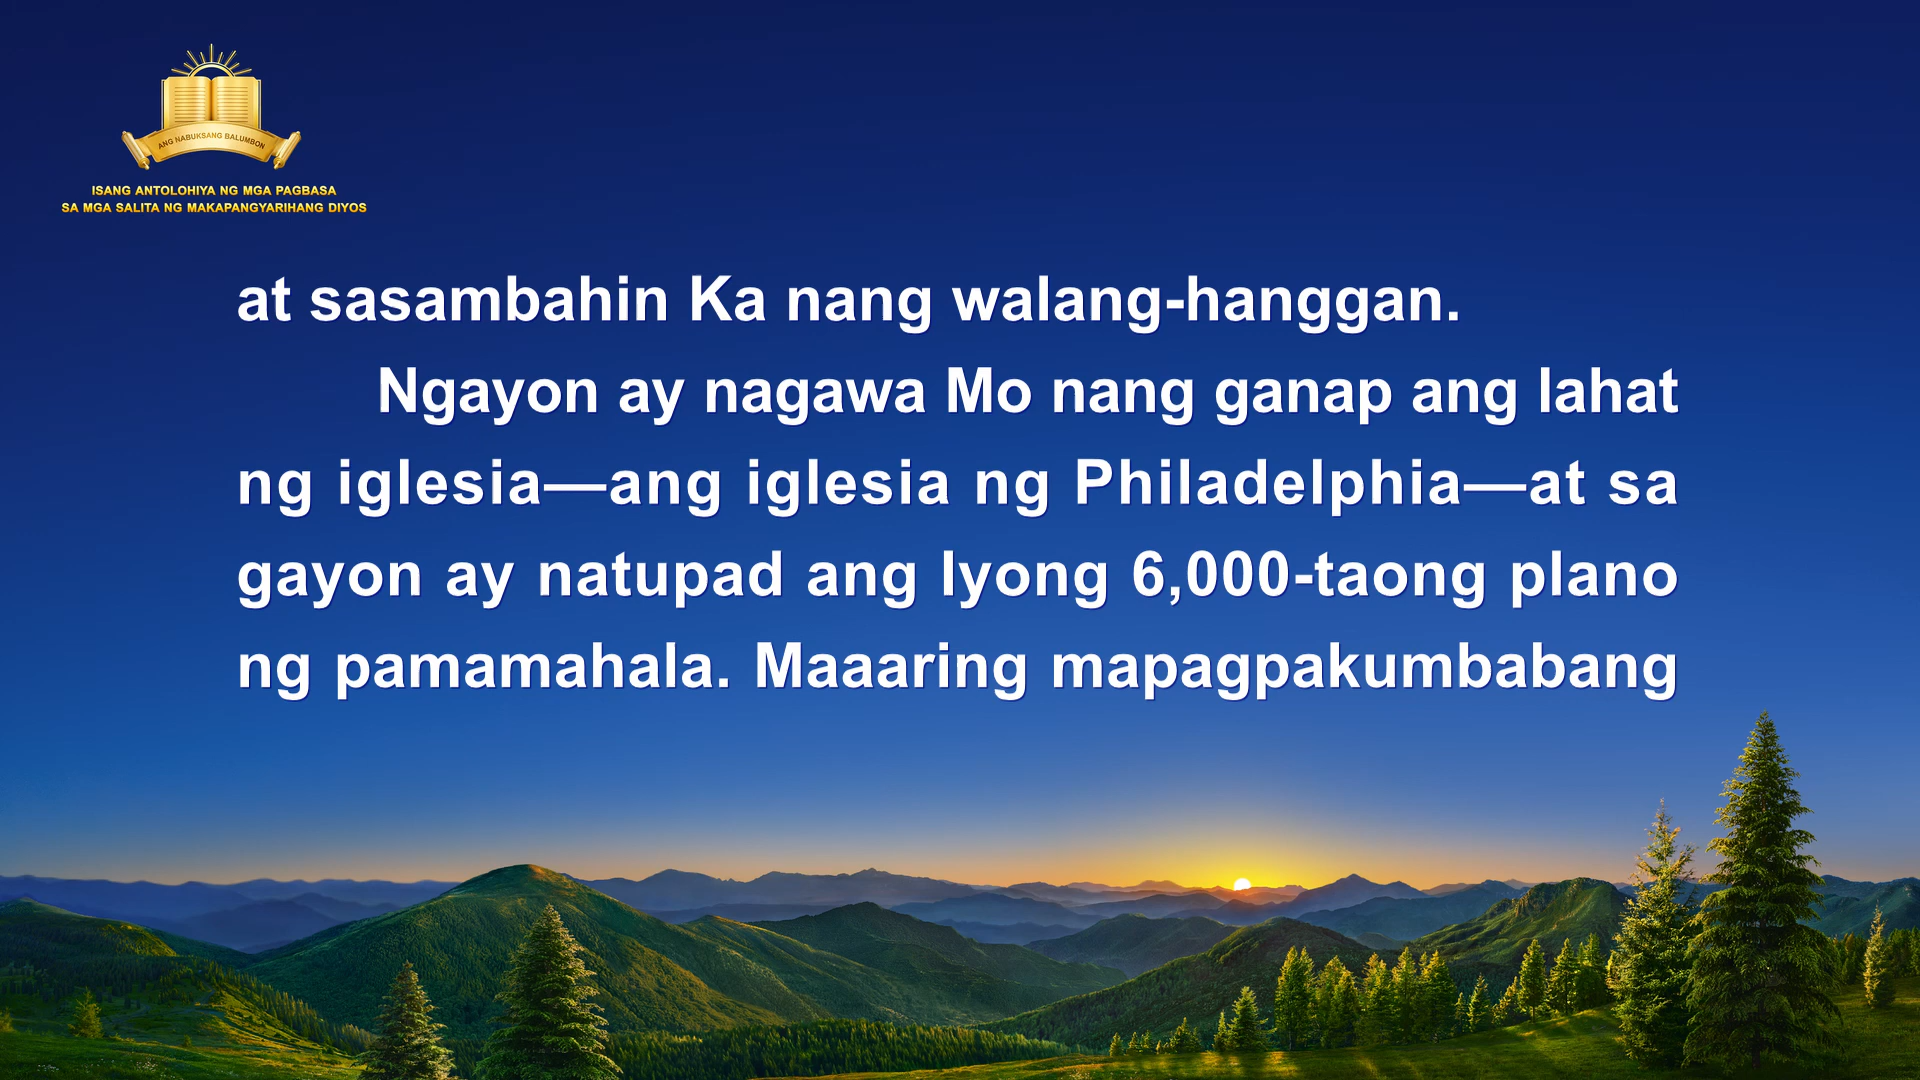 ANG NABUKSANG BALUMBON
ISANG ANTOLOHIYA NG MGA PAGBASA
SA MGA SALITA NG MAKAPANGYARIHANG DIYOS
at sasambahin Ka nang walang-hanggan.
Ngayon ay nagawa Mo nang ganap ang lahat
ng iglesia—ang iglesia ng Philadelphia—at sa
gayon ay natupad ang Iyong 6,000-taong plano
ng pamamahala. Maaaring mapagpakumbabang